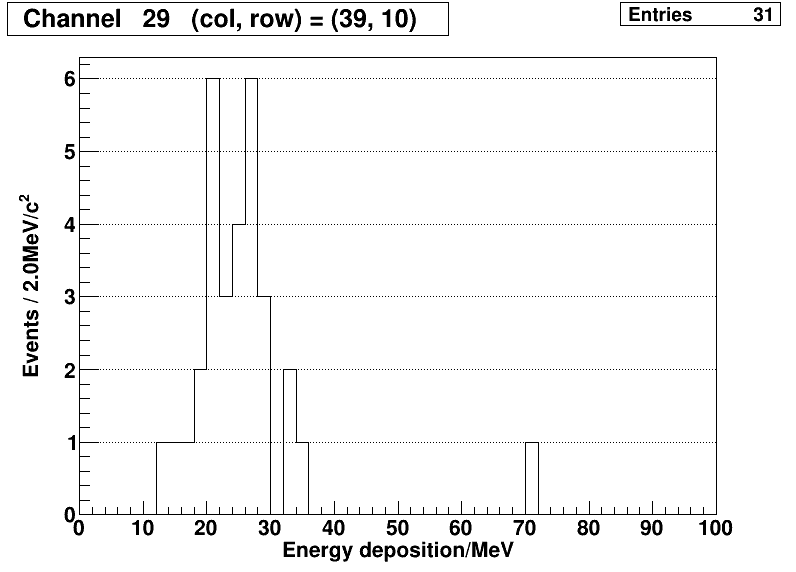 Channel 29 (col, row) = (39, 10)
Entries 31
Events / 2.0MeV/c²
6
5
4
3
2
1
0
0 10 20 30 40 50 60 70 80 90 100
Energy deposition/MeV